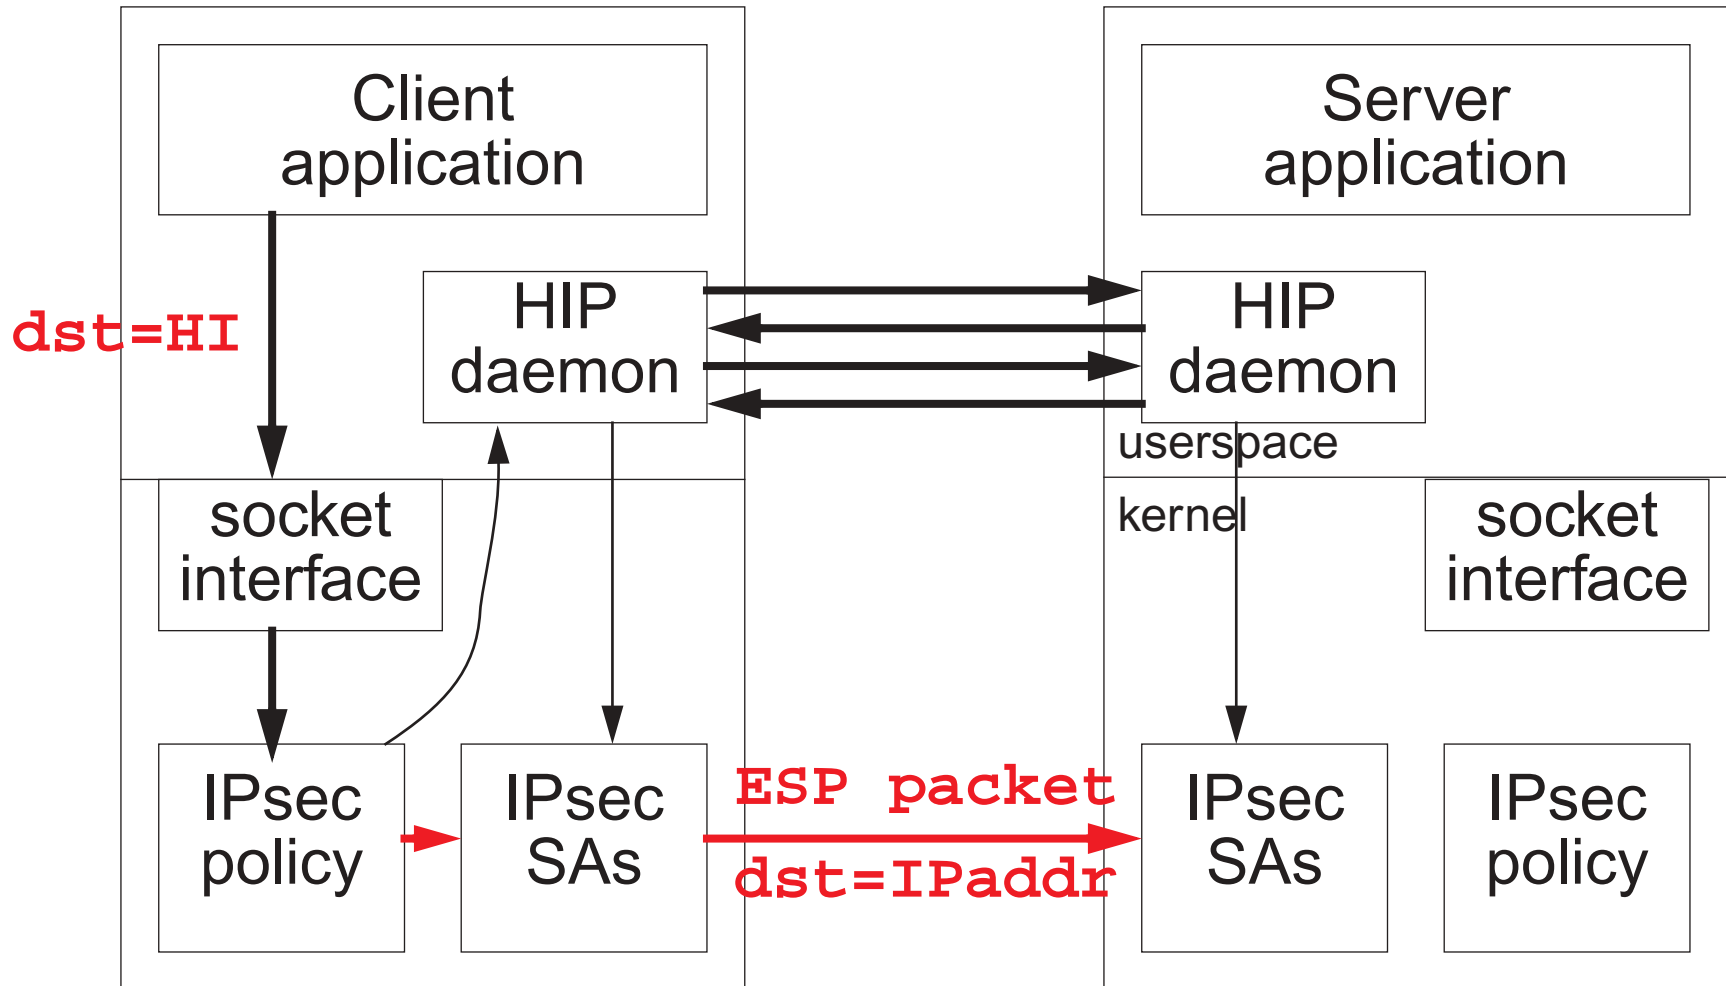 Client
application
Server
application
dst=HI
HIP
daemon
HIP
daemon
userspace
kernel
socket
interface
socket
interface
IPsec
policy
IPsec
SAs
ESP packet
dst=IPaddr
IPsec
SAs
IPsec
policy